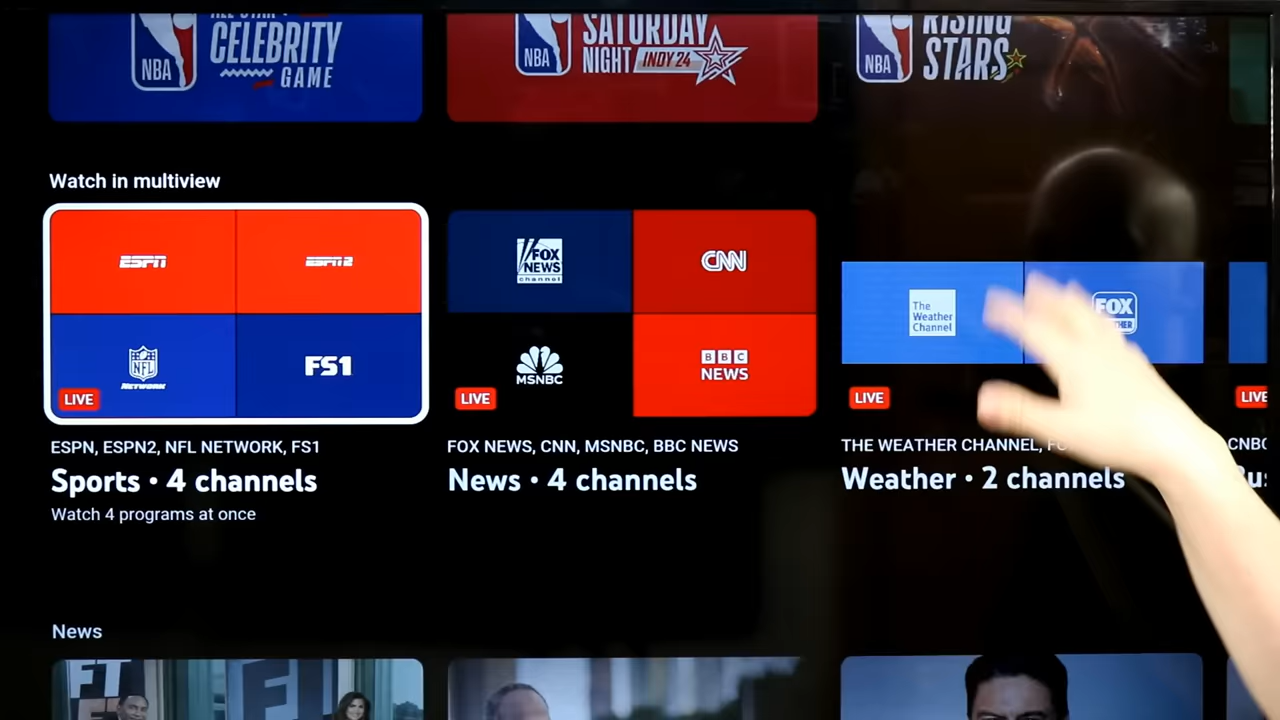 CELEBRITY
GAME
NBA
SATURDAY
NIGHT INDY 24
NBA
RISING
STARS
NBA
Watch in multiview
ESPN
ESPN 2
NFL
NETWORK
FS1
LIVE
ESPN, ESPN2, NFL NETWORK, FS1
Sports • 4 channels
Watch 4 programs at once
FOX
NEWS
channel
CNN
MSNBC
BBC
NEWS
LIVE
FOX NEWS, CNN, MSNBC, BBC NEWS
News • 4 channels
The
Weather
Channel
FOX
LIVE
THE WEATHER CHANNEL,
Weather • 2 channels
LIVE
CNBC
News